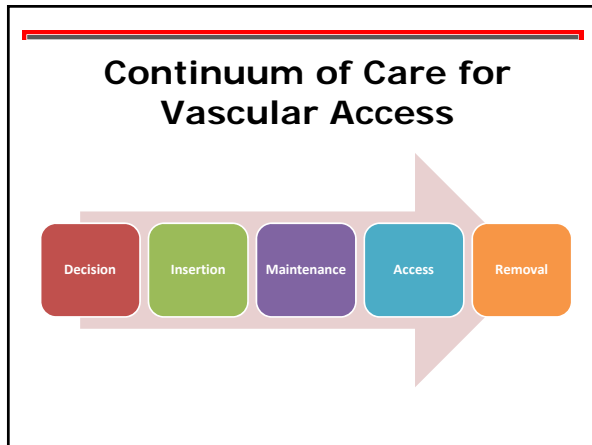 Continuum of Care for
Vascular Access
Decision
Insertion
Maintenance
Access
Removal